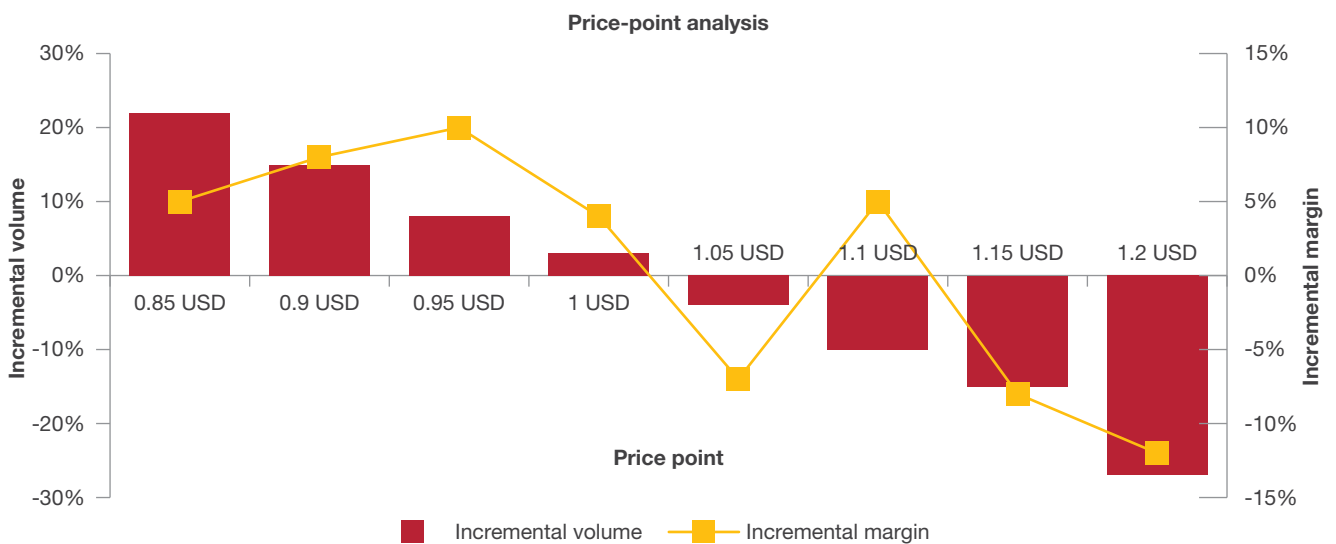 Price-point analysis
30% 15%
20% 10%
10% 5%
1.05 USD 1.1 USD 1.15 USD 1.2 USD
0% 0%
0.85 USD 0.9 USD 0.95 USD 1 USD
-10% -5%
-20% -10%
Price point
-30% -15%
Incremental volume
Incremental margin
Incremental volume Incremental margin